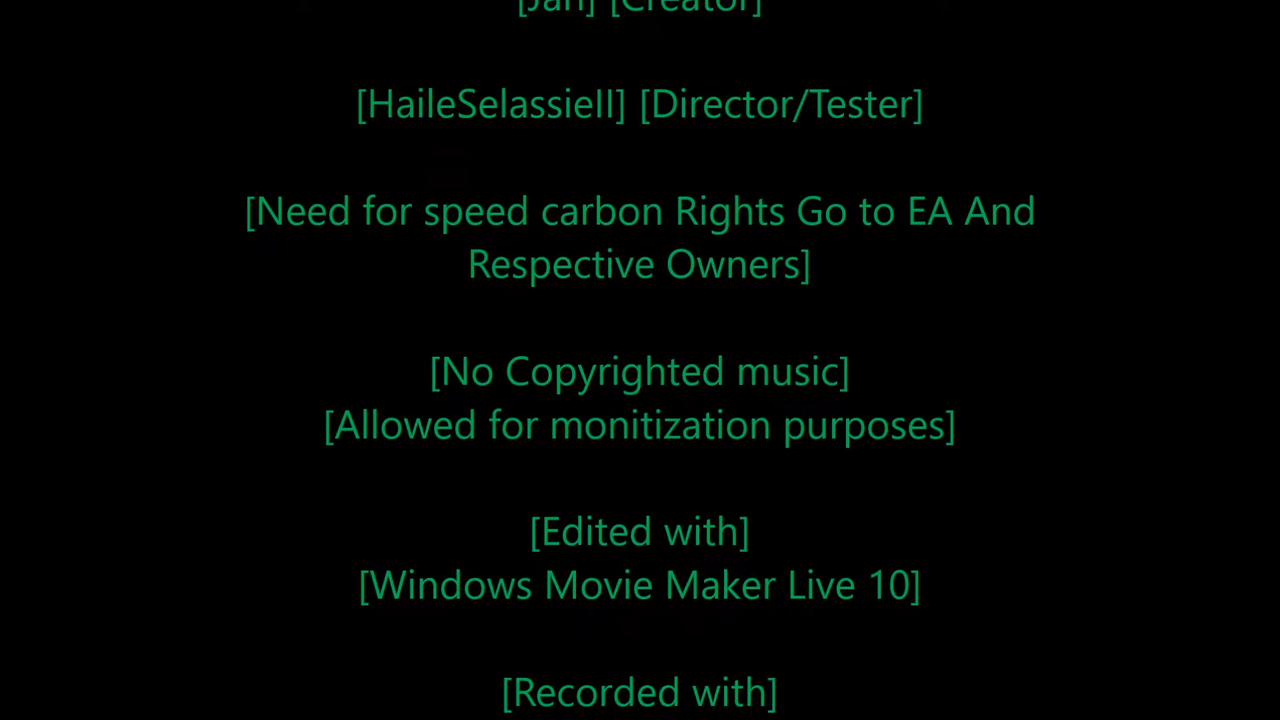 [Creator]
[HaileSelassieII] [Director/Tester]
[Need for speed carbon Rights Go to EA And
Respective Owners]
[No Copyrighted music]
[Allowed for monitization purposes]
[Edited with]
[Windows Movie Maker Live 10]
[Recorded with]